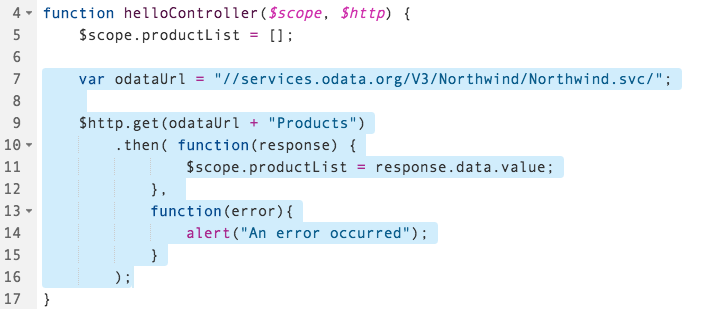 4 function helloController($scope, $http) {
5 $scope.productList = [];
6
7 var odataUrl = "//services.odata.org/V3/Northwind/Northwind.svc/";
8
9 $http.get(odataUrl + "Products")
10 .then( function(response) {
11 $scope.productList = response.data.value;
12 },
13 function(error){
14 alert("An error occurred");
15 }
16 );
17 }